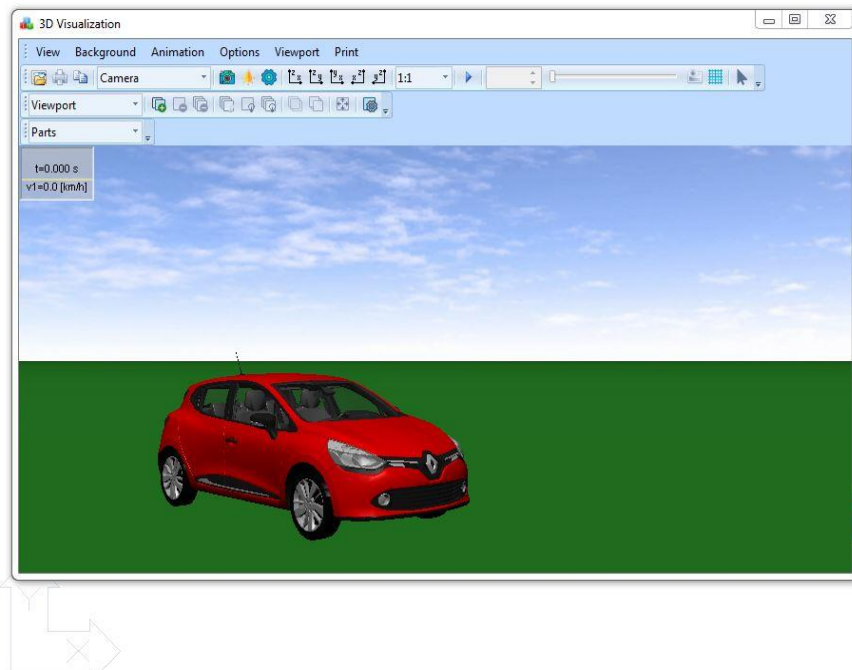 3D Visualization
View Background Animation Options Viewport Print
Camera 1:1
Viewport
Parts
t=0.000 s
v1=0.0 [km/h]
Y
X